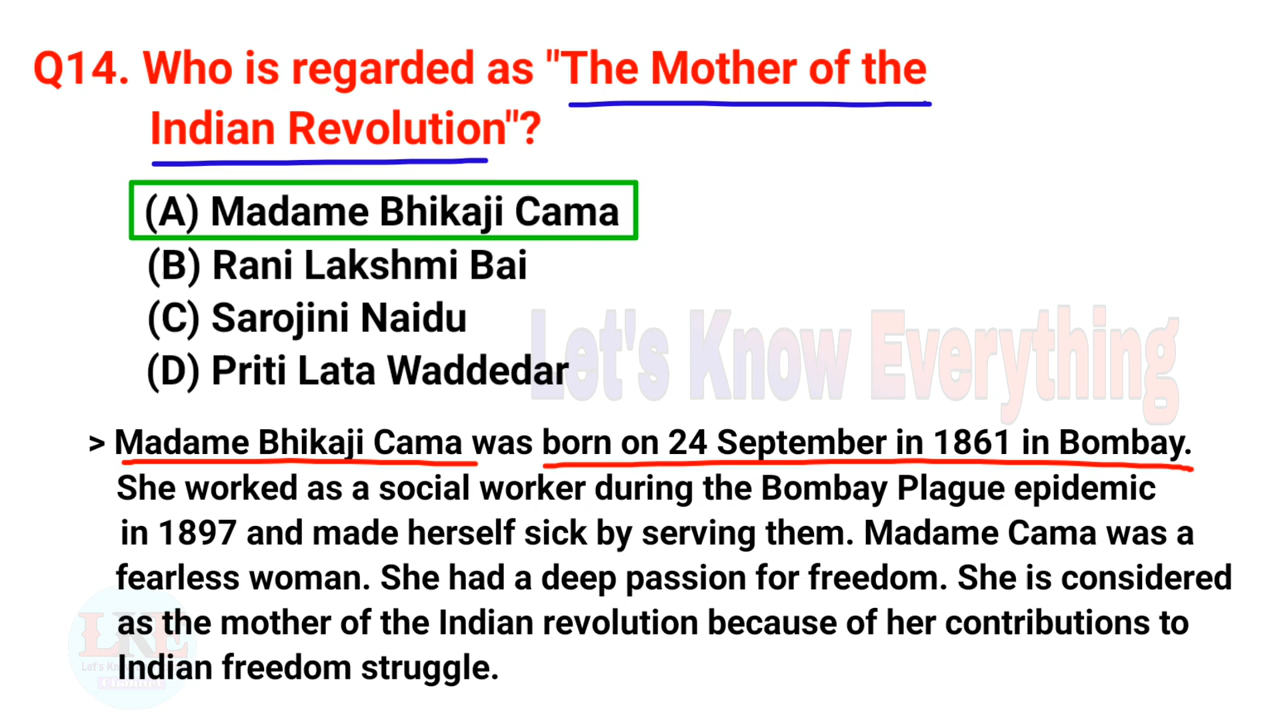 Q14. Who is regarded as "The Mother of the
Indian Revolution"?
(A) Madame Bhikaji Cama
(B) Rani Lakshmi Bai
(C) Sarojini Naidu
(D) Priti Lata Waddedar
Let's Know Everything
> Madame Bhikaji Cama was born on 24 September in 1861 in Bombay.
She worked as a social worker during the Bombay Plague epidemic
in 1897 and made herself sick by serving them. Madame Cama was a
fearless woman. She had a deep passion for freedom. She is considered
as the mother of the Indian revolution because of her contributions to
Indian freedom struggle.
LKE
Let's